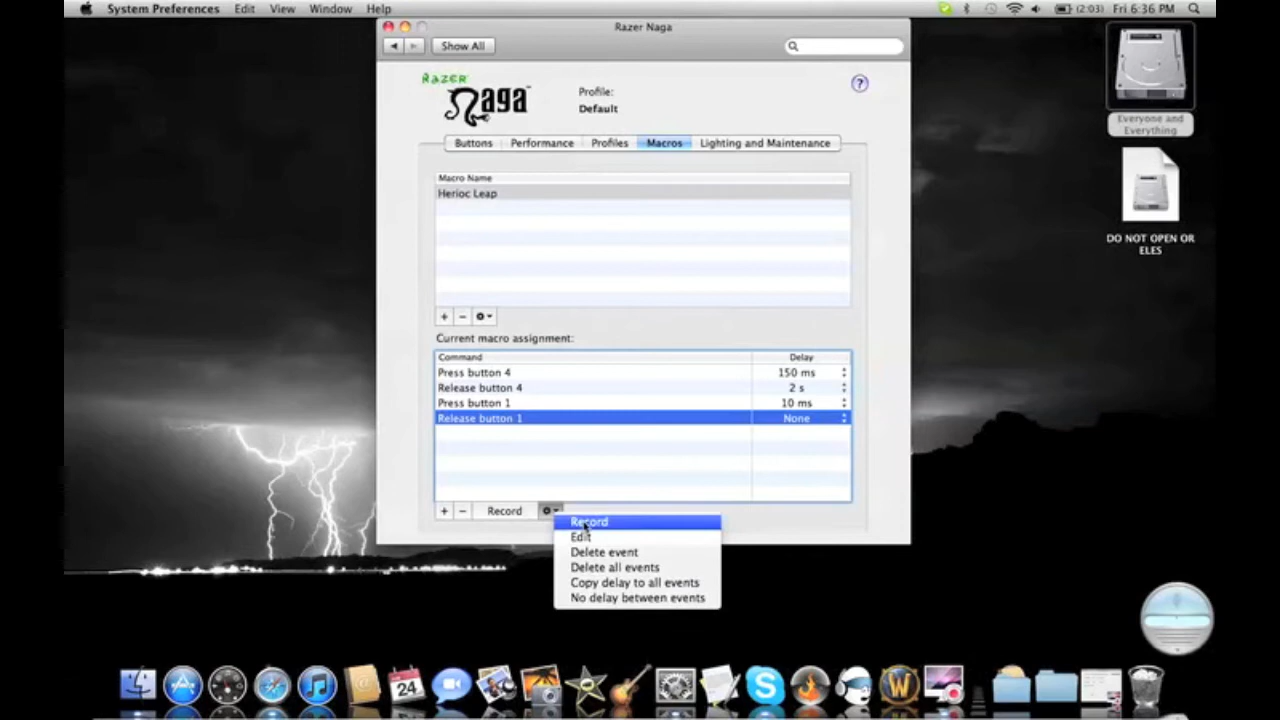 System Preferences Edit View Window Help (2:03) Fri 6:36 PM
Razer Naga
Show All
RAZER
Naga
Profile:
Default
?
Buttons Performance Profiles Macros Lighting and Maintenance
Macro Name
Herioc Leap
+ −
Current macro assignment:
Command Delay
Press button 4 150 ms
Release button 4 2 s
Press button 1 10 ms
Release button 1 None
+ − Record
Record
Edit
Delete event
Delete all events
Copy delay to all events
No delay between events
Everyone and
Everything
DO NOT OPEN OR
ELES
24
S
W